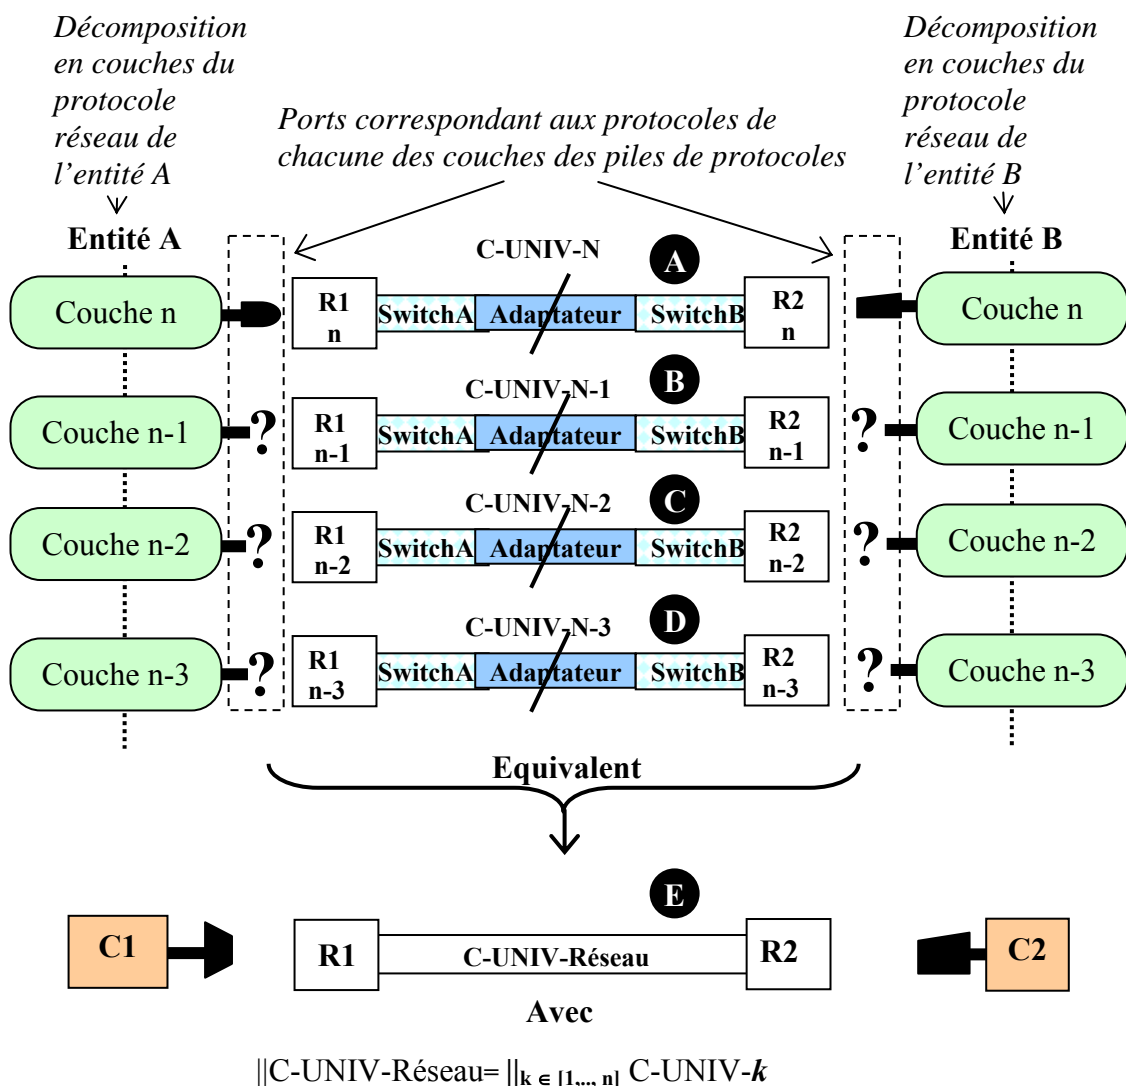 Décomposition
en couches du
protocole
réseau de
l’entité A
Décomposition
en couches du
protocole
réseau de
l’entité B
Ports correspondant aux protocoles de
chacune des couches des piles de protocoles
Entité A
Entité B
C-UNIV-N
A
Couche n
R1
n
SwitchA
Adaptateur
SwitchB
R2
n
Couche n
C-UNIV-N-1
B
Couche n-1
?
R1
n-1
SwitchA
Adaptateur
SwitchB
R2
n-1
?
Couche n-1
C-UNIV-N-2
C
Couche n-2
?
R1
n-2
SwitchA
Adaptateur
SwitchB
R2
n-2
?
Couche n-2
C-UNIV-N-3
D
Couche n-3
?
R1
n-3
SwitchA
Adaptateur
SwitchB
R2
n-3
?
Couche n-3
Equivalent
E
C1
R1
C-UNIV-Réseau
R2
C2
Avec
||C-UNIV-Réseau= ||k ∈ [1,..., n] C-UNIV-k